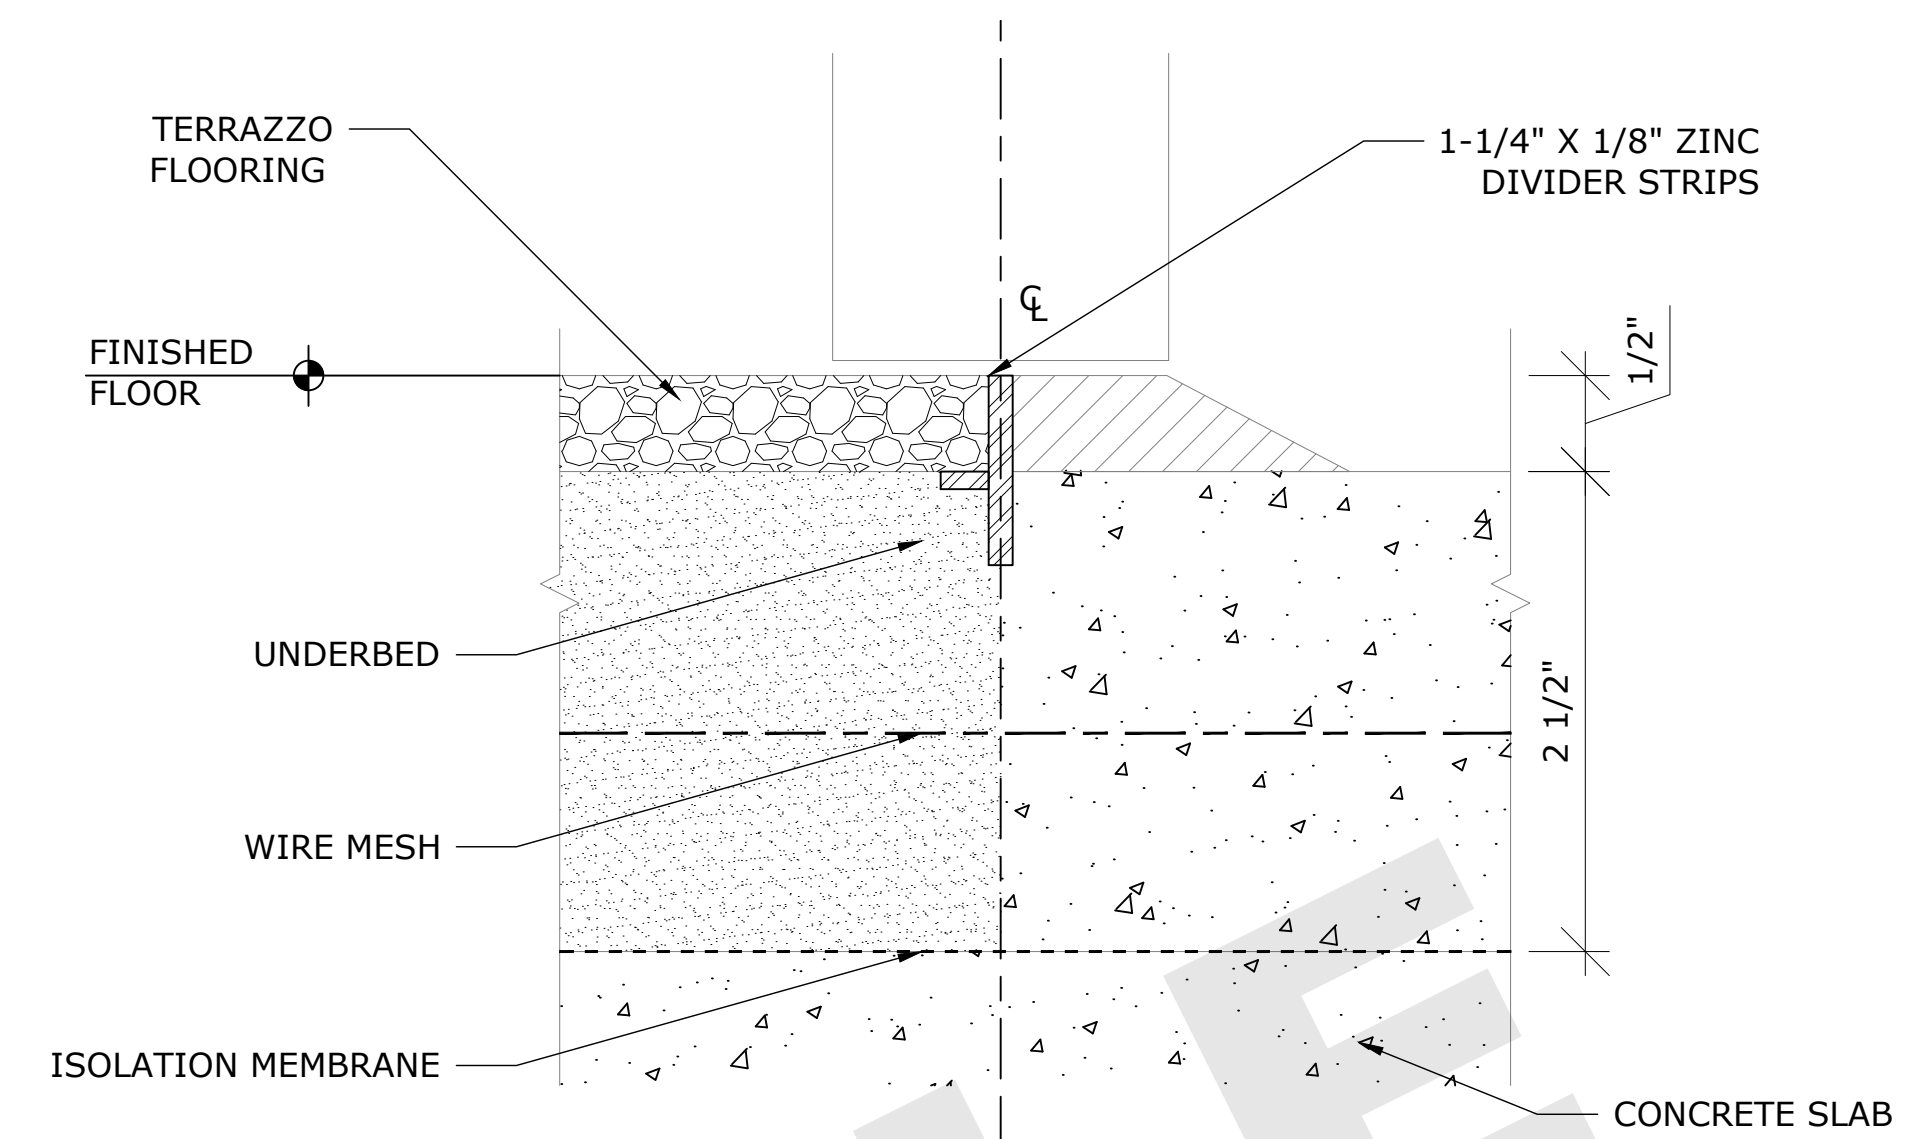 TERRAZZO
FLOORING
1-1/4" X 1/8" ZINC
DIVIDER STRIPS
℄
FINISHED
FLOOR
1/2"
UNDERBED
2 1/2"
WIRE MESH
ISOLATION MEMBRANE
CONCRETE SLAB